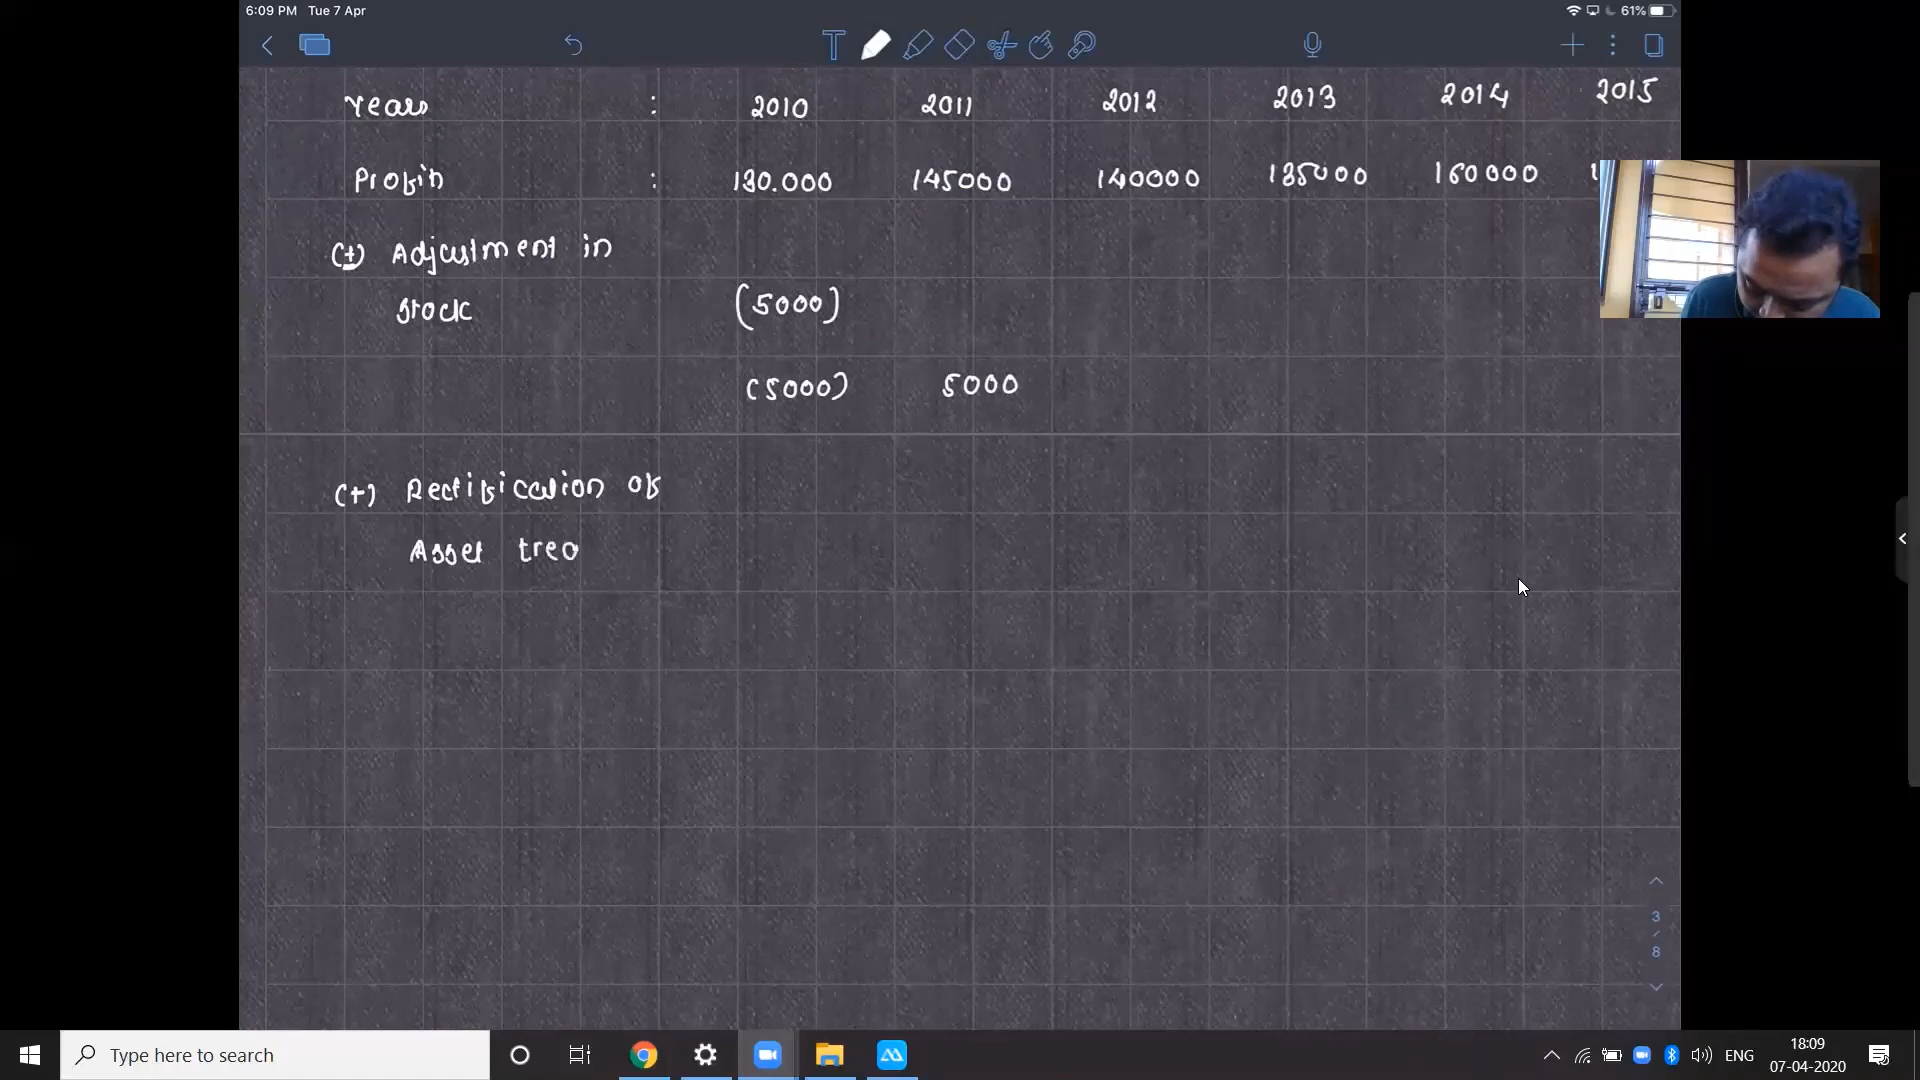 6:09 PM Tue 7 Apr
61%
Years : 2010 2011 2012 2013 2014 2015
Profit : 130.000 145000 140000 135000 160000 1
(±) Adjustment in
Stock (5000)
(5000) 5000
(+) Rectification of
Asset trea
3
8
Type here to search
ENG
18:09
07-04-2020